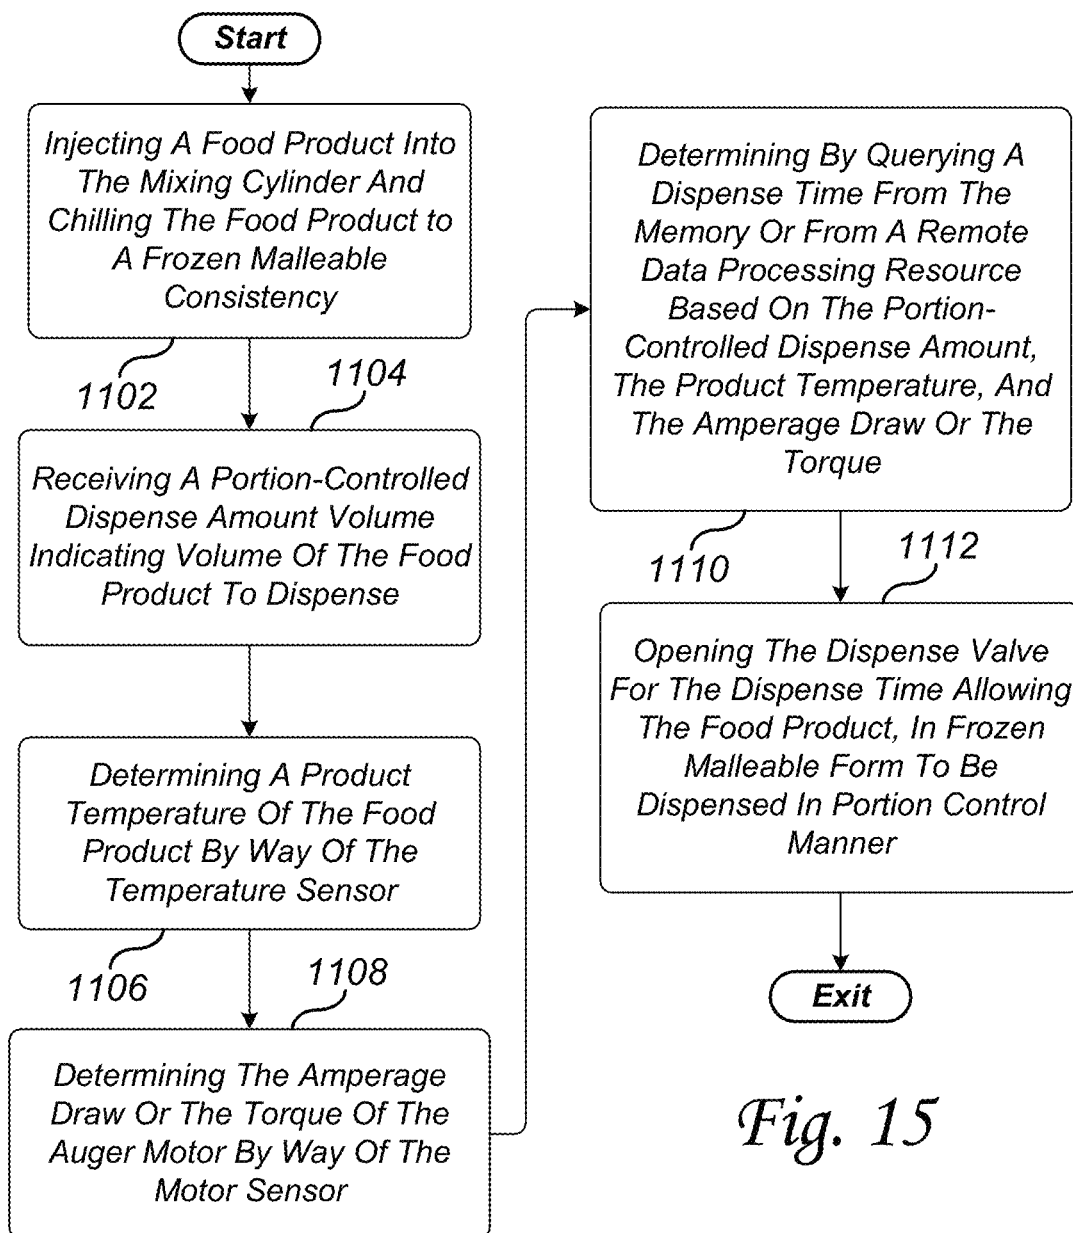 Start
Injecting A Food Product Into
The Mixing Cylinder And
Chilling The Food Product to
A Frozen Malleable
Consistency
1102
1104
Receiving A Portion-Controlled
Dispense Amount Volume
Indicating Volume Of The Food
Product To Dispense
Determining A Product
Temperature Of The Food
Product By Way Of The
Temperature Sensor
1106
1108
Determining The Amperage
Draw Or The Torque Of The
Auger Motor By Way Of The
Motor Sensor
Determining By Querying A
Dispense Time From The
Memory Or From A Remote
Data Processing Resource
Based On The Portion-
Controlled Dispense Amount,
The Product Temperature, And
The Amperage Draw Or The
Torque
1110
1112
Opening The Dispense Valve
For The Dispense Time Allowing
The Food Product, In Frozen
Malleable Form To Be
Dispensed In Portion Control
Manner
Exit
Fig. 15